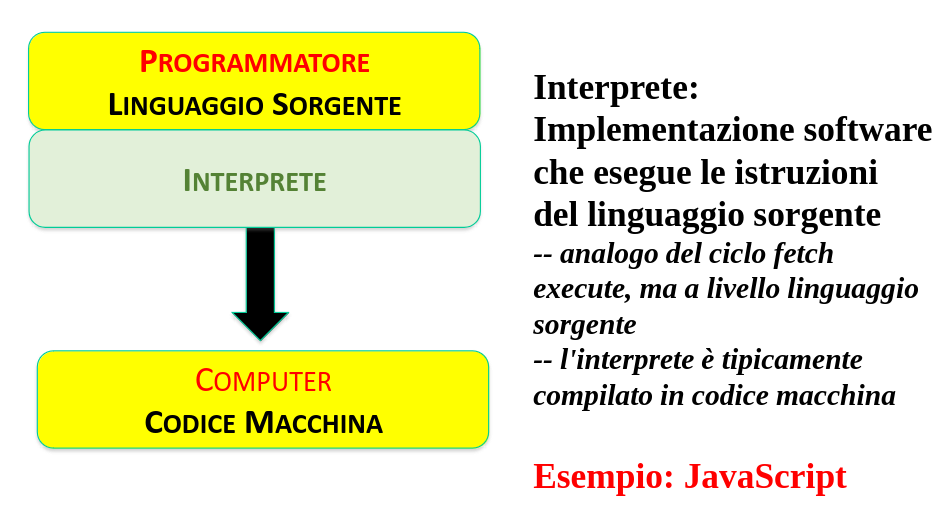 PROGRAMMATORE
LINGUAGGIO SORGENTE
INTERPRETE
COMPUTER
CODICE MACCHINA
Interprete:
Implementazione software
che esegue le istruzioni
del linguaggio sorgente
-- analogo del ciclo fetch
execute, ma a livello linguaggio
sorgente
-- l'interprete è tipicamente
compilato in codice macchina
Esempio: JavaScript